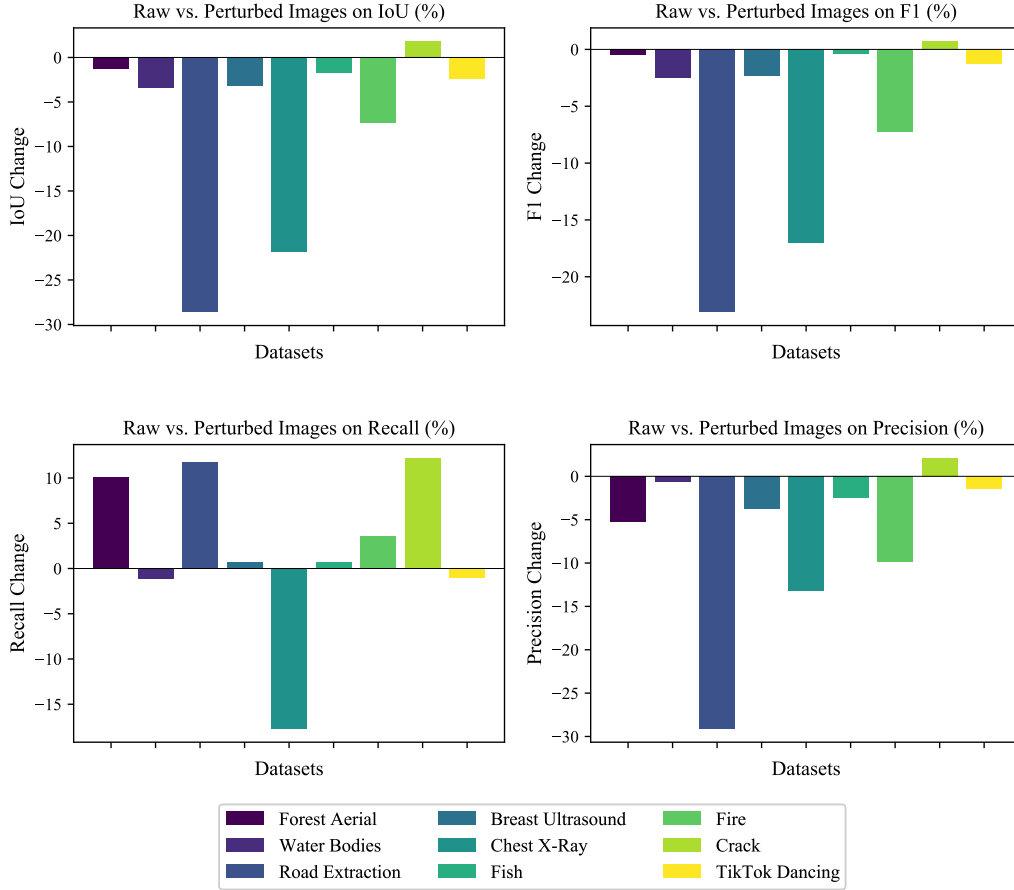 Raw vs. Perturbed Images on IoU (%)
0
−5
−10
−15
−20
−25
−30
IoU Change
Datasets
Raw vs. Perturbed Images on F1 (%)
0
−5
−10
−15
−20
F1 Change
Datasets
Raw vs. Perturbed Images on Recall (%)
10
5
0
−5
−10
−15
Recall Change
Datasets
Raw vs. Perturbed Images on Precision (%)
0
−5
−10
−15
−20
−25
−30
Precision Change
Datasets
Forest Aerial
Water Bodies
Road Extraction
Breast Ultrasound
Chest X-Ray
Fish
Fire
Crack
TikTok Dancing